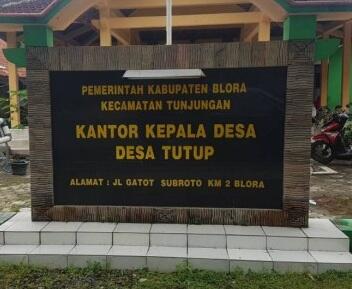 PEMERINTAH KABUPATEN BLORA
KECAMATAN TUNJUNGAN
KANTOR KEPALA DESA
DESA TUTUP
ALAMAT : JL GATOT SUBROTO KM 2 BLORA